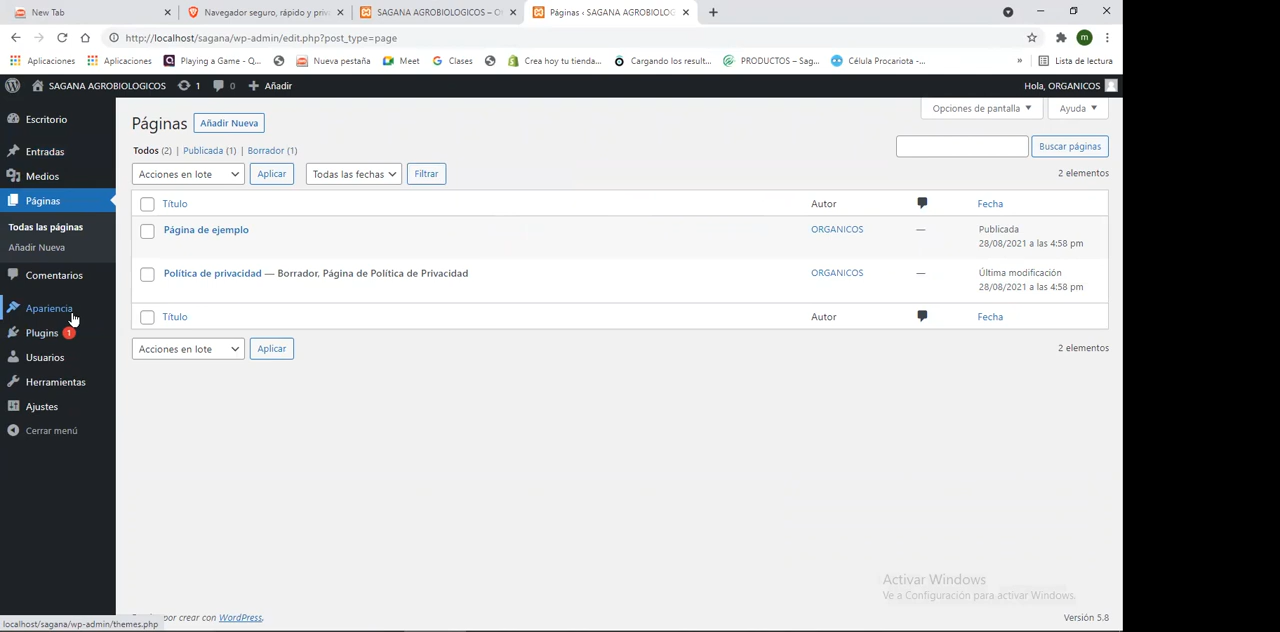 New Tab
Navegador seguro, rápido y priv
SAGANA AGROBIOLOGICOS – O
Páginas ‹ SAGANA AGROBIOLOG
http://localhost/sagana/wp-admin/edit.php?post_type=page
m
Aplicaciones
Aplicaciones
Playing a Game - Q...
Nueva pestaña
Meet
Clases
Crea hoy tu tienda...
Cargando los result...
PRODUCTOS – Sag...
Célula Procariota -...
»
Lista de lectura
SAGANA AGROBIOLOGICOS
1
0
Añadir
Hola, ORGANICOS
Escritorio
Entradas
Medios
Páginas
Todas las páginas
Añadir Nueva
Comentarios
Apariencia
Plugins 1
Usuarios
Herramientas
Ajustes
Cerrar menú
Páginas
Añadir Nueva
Opciones de pantalla
Ayuda
Todos (2) | Publicada (1) | Borrador (1)
Buscar páginas
Acciones en lote
Aplicar
Todas las fechas
Filtrar
2 elementos
Título
Autor
Fecha
Página de ejemplo
ORGANICOS
—
Publicada
28/08/2021 a las 4:58 pm
Política de privacidad — Borrador, Página de Política de Privacidad
ORGANICOS
—
Última modificación
28/08/2021 a las 4:58 pm
Título
Autor
Fecha
Acciones en lote
Aplicar
2 elementos
Activar Windows
Ve a Configuración para activar Windows.
por crear con WordPress.
Versión 5.8
localhost/sagana/wp-admin/themes.php